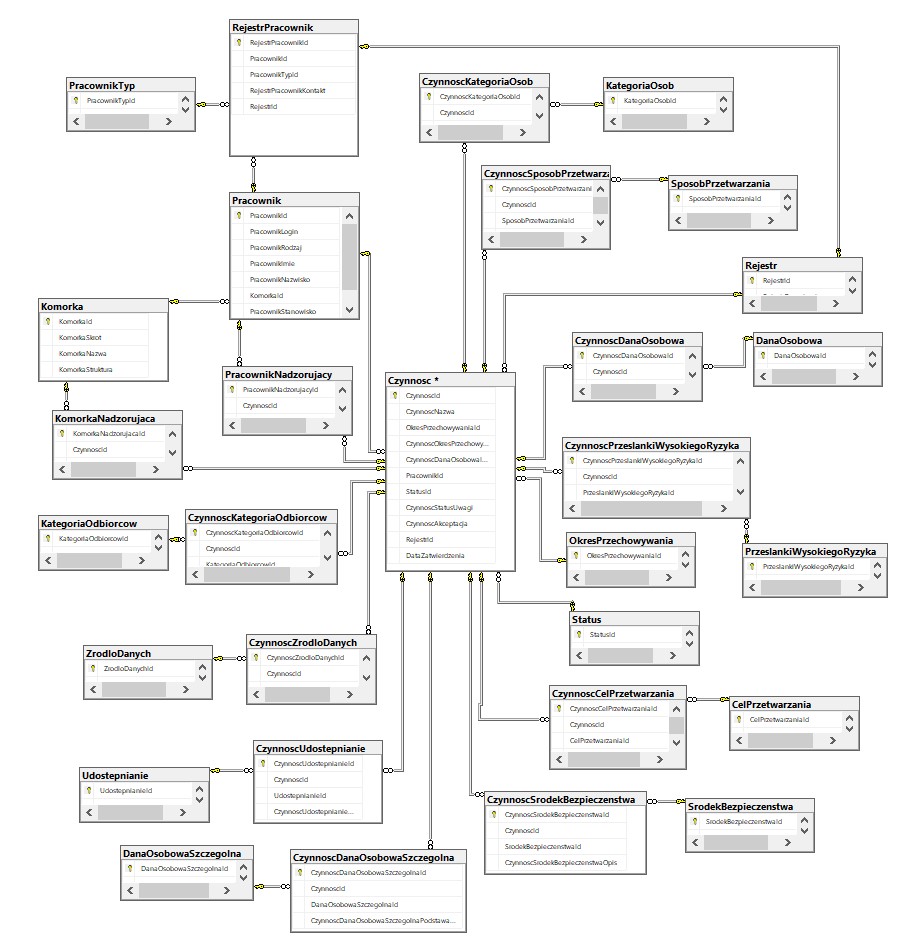 RejestrPracownik
RejestrPracownikId
PracownikId
PracownikTypId
RejestrPracownikKontakt
RejestrId
PracownikTyp
PracownikTypId
CzynnoscKategoriaOsob
CzynnoscKategoriaOsobId
CzynnoscId
KategoriaOsob
KategoriaOsobId
CzynnoscSposobPrzetwarza
CzynnoscSposobPrzetwarzani
CzynnoscId
SposobPrzetwarzaniaId
SposobPrzetwarzania
SposobPrzetwarzaniaId
Pracownik
PracownikId
PracownikLogin
PracownikRodzaj
PracownikImie
PracownikNazwisko
KomorkaId
PracownikStanowisko
Rejestr
RejestrId
Komorka
KomorkaId
KomorkaSkrot
KomorkaNazwa
KomorkaStruktura
CzynnoscDanaOsobowa
CzynnoscDanaOsobowaId
CzynnoscId
DanaOsobowa
DanaOsobowaId
PracownikNadzorujacy
PracownikNadzorujacyId
CzynnoscId
Czynnosc *
CzynnoscId
CzynnoscNazwa
OkresPrzechowywaniaId
CzynnoscOkresPrzechowy...
CzynnoscDanaOsobowaI...
PracownikId
StatusId
CzynnoscStatusUwagi
CzynnoscAkceptacja
RejestrId
DataZatwierdzenia
KomorkaNadzorujaca
KomorkaNadzorujacaId
CzynnoscId
CzynnoscPrzeslankiWysokiegoRyzyka
CzynnoscPrzeslankiWysokiegoRyzykaId
CzynnoscId
PrzeslankiWysokiegoRyzykaId
KategoriaOdbiorcow
KategoriaOdbiorcowId
CzynnoscKategoriaOdbiorcow
CzynnoscKategoriaOdbiorcowId
CzynnoscId
KategoriaOdbiorcowId
OkresPrzechowywania
OkresPrzechowywaniaId
PrzeslankiWysokiegoRyzyka
PrzeslankiWysokiegoRyzykaId
Status
StatusId
ZrodloDanych
ZrodloDanychId
CzynnoscZrodloDanych
CzynnoscZrodloDanychId
CzynnoscId
CzynnoscCelPrzetwarzania
CzynnoscCelPrzetwarzaniaId
CzynnoscId
CelPrzetwarzaniaId
CelPrzetwarzania
CelPrzetwarzaniaId
Udostepnianie
UdostepnianieId
CzynnoscUdostepnianie
CzynnoscUdostepnianieId
CzynnoscId
UdostepnianieId
CzynnoscUdostepnianie...
CzynnoscSrodekBezpieczenstwa
CzynnoscSrodekBezpieczenstwaId
CzynnoscId
SrodekBezpieczenstwaId
CzynnoscSrodekBezpieczenstwaOpis
SrodekBezpieczenstwa
SrodekBezpieczenstwaId
DanaOsobowaSzczegolna
DanaOsobowaSzczegolnaId
CzynnoscDanaOsobowaSzczegolna
CzynnoscDanaOsobowaSzczegolnaId
CzynnoscId
DanaOsobowaSzczegolnaId
CzynnoscDanaOsobowaSzczegolnaPodstawa...